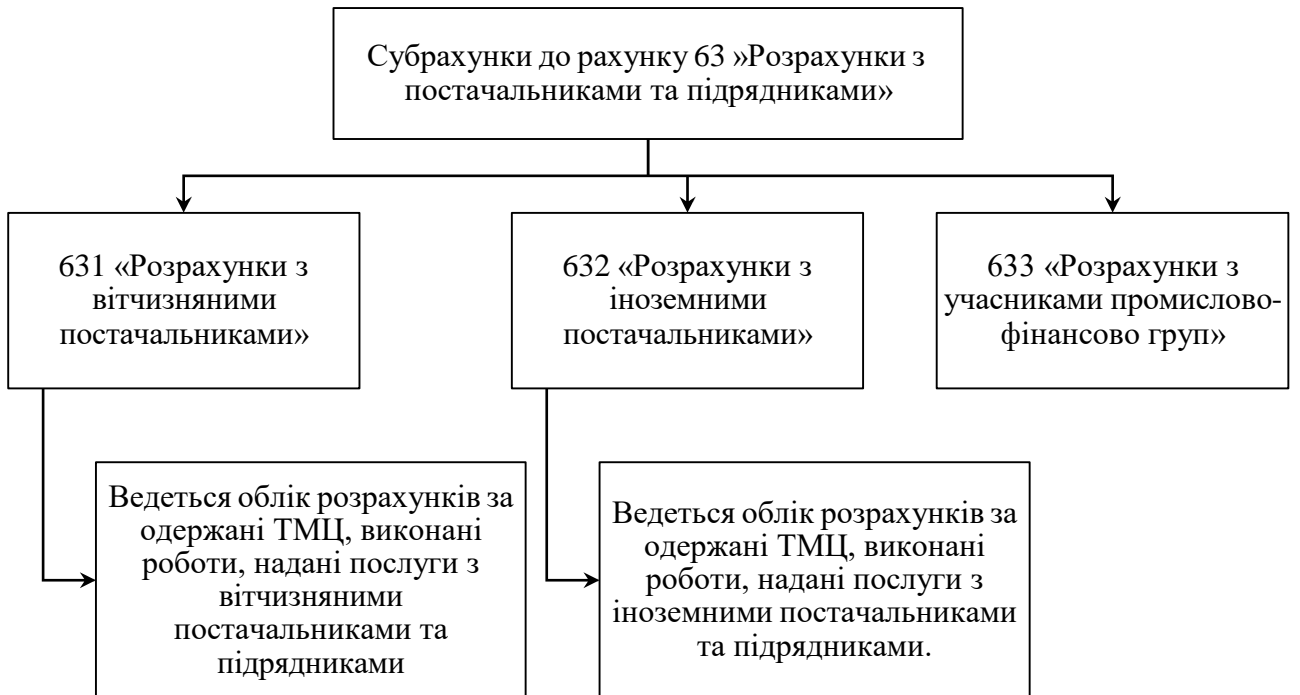 Субрахунки до рахунку 63 »Розрахунки з
постачальниками та підрядниками»
631 «Розрахунки з
вітчизняними
постачальниками»
632 «Розрахунки з
іноземними
постачальниками»
633 «Розрахунки з
учасниками промислово-
фінансово груп»
Ведеться облік розрахунків за
одержані ТМЦ, виконані
роботи, надані послуги з
вітчизняними
постачальниками та
підрядниками
Ведеться облік розрахунків за
одержані ТМЦ, виконані
роботи, надані послуги з
іноземними постачальниками
та підрядниками.